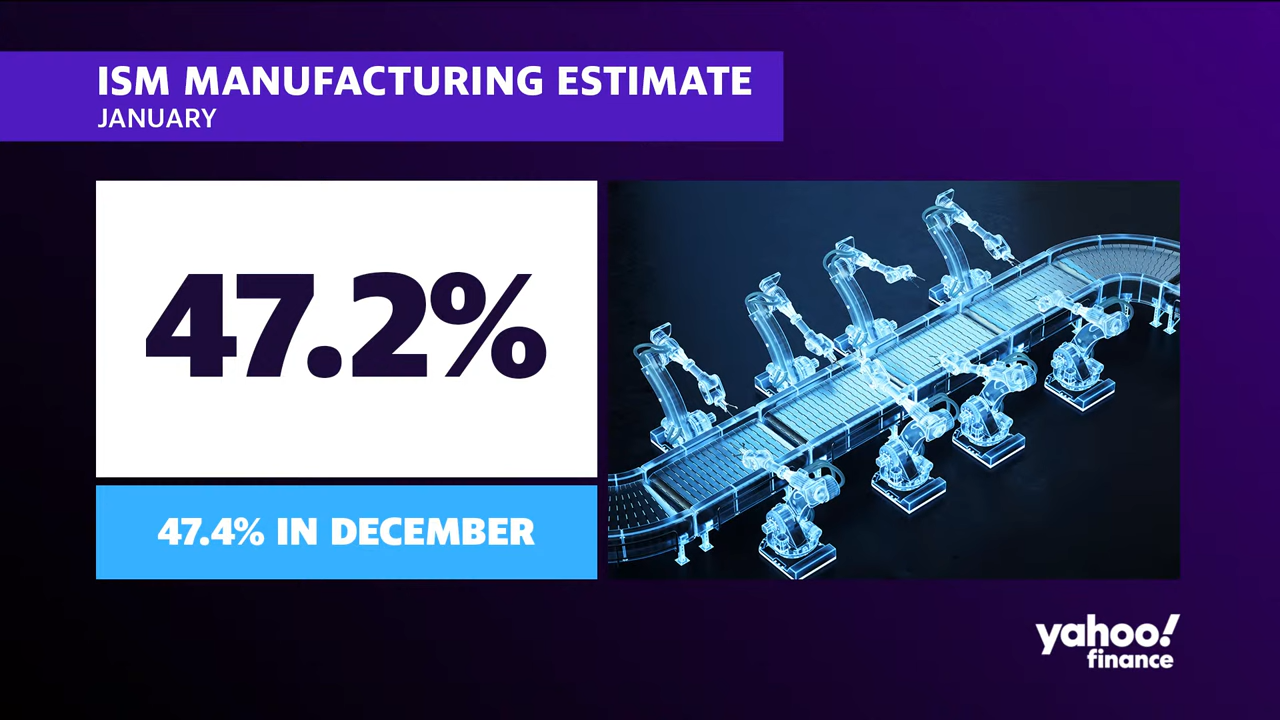 ISM MANUFACTURING ESTIMATE
JANUARY
47.2%
47.4% IN DECEMBER
yahoo!
finance